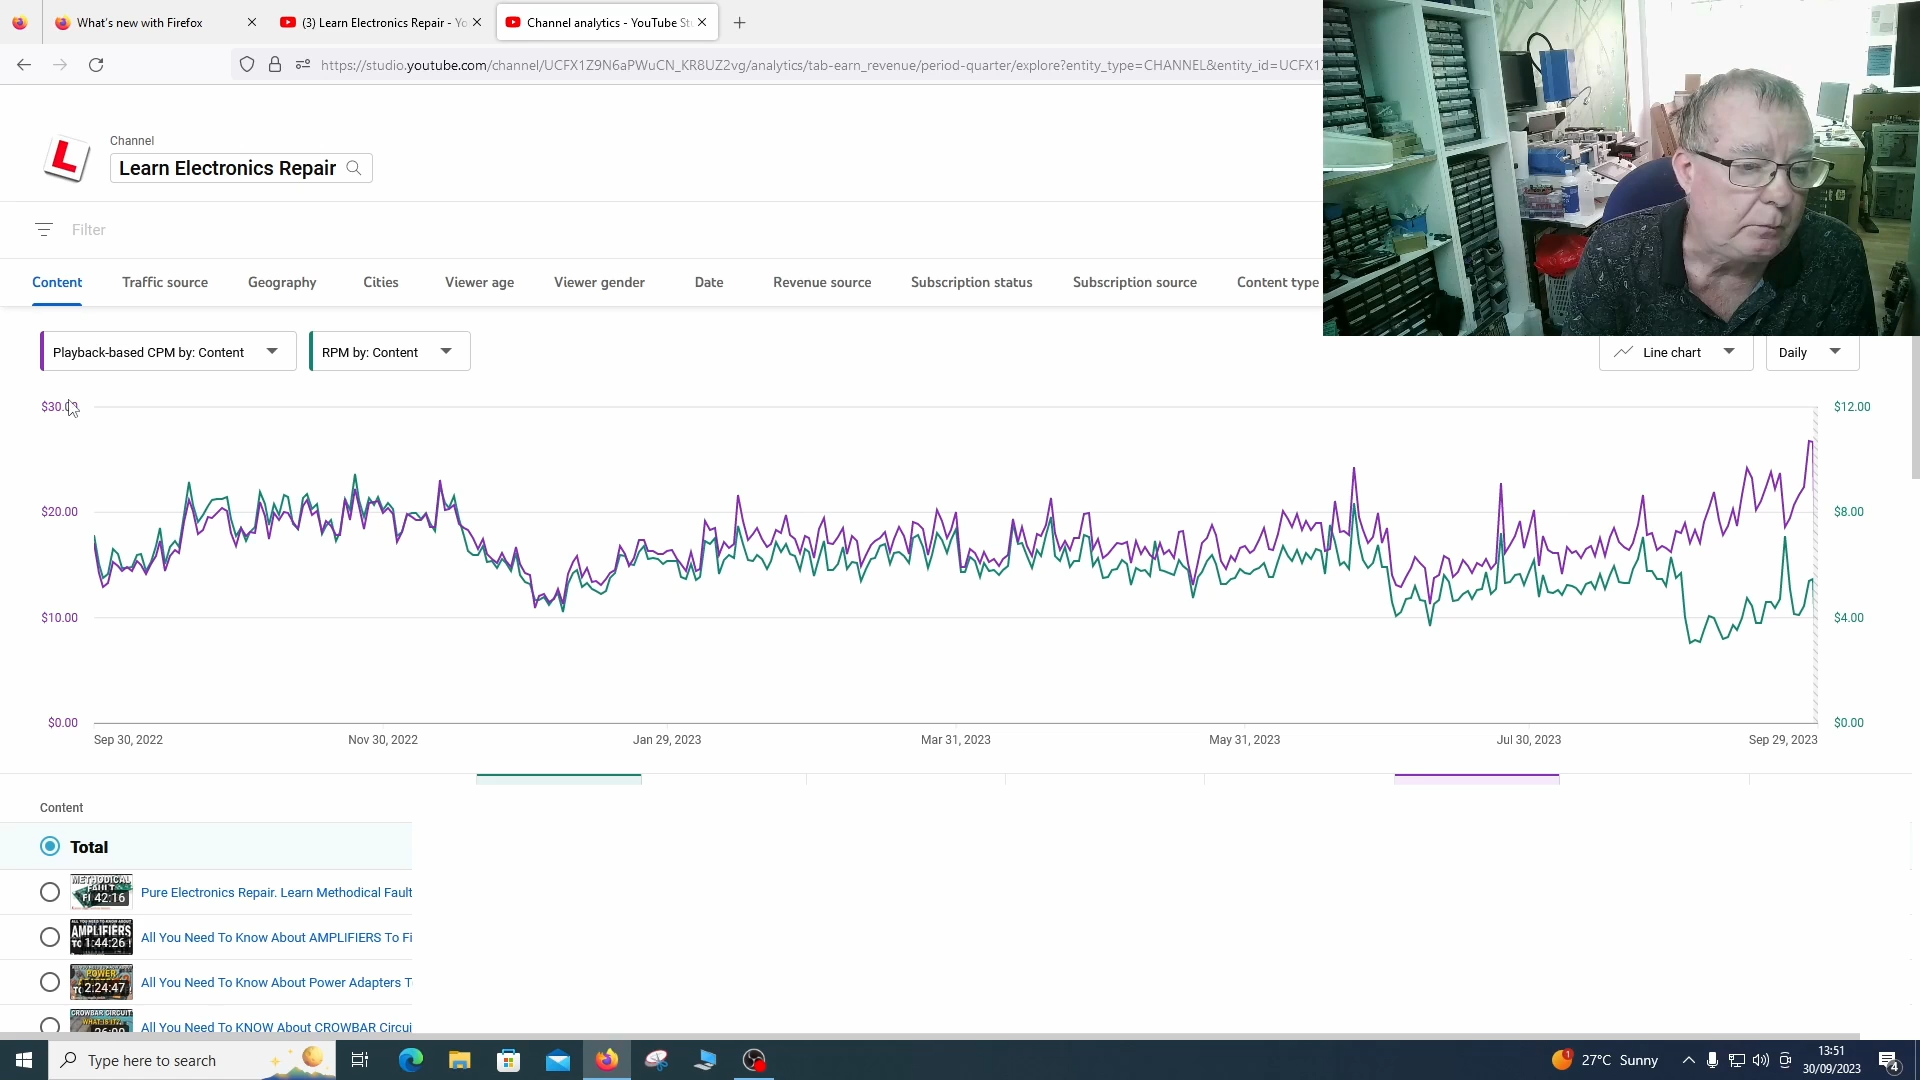 What's new with Firefox
(3) Learn Electronics Repair - Yo
Channel analytics - YouTube St
https://studio.youtube.com/channel/UCFX1Z9N6aPWuCN_KR8UZ2vg/analytics/tab-earn_revenue/period-quarter/explore?entity_type=CHANNEL&entity_id=UCFX1
Channel
Learn Electronics Repair
Filter
Content Traffic source Geography Cities Viewer age Viewer gender Date Revenue source Subscription status Subscription source Content type
Playback-based CPM by: Content RPM by: Content Line chart Daily
$30.00 $12.00
$20.00 $8.00
$10.00 $4.00
$0.00 $0.00
Sep 30, 2022 Nov 30, 2022 Jan 29, 2023 Mar 31, 2023 May 31, 2023 Jul 30, 2023 Sep 29, 2023
Content
Total
METHODICAL
FAULT
42:16
Pure Electronics Repair. Learn Methodical Fault
AMPLIFIERS
1:44:26
All You Need To Know About AMPLIFIERS To Fi
POWER
2:24:47
All You Need To Know About Power Adapters T
CROWBAR CIRCUIT
All You Need To KNOW About CROWBAR Circui
Type here to search
1
27°C Sunny
13:51
30/09/2023
4